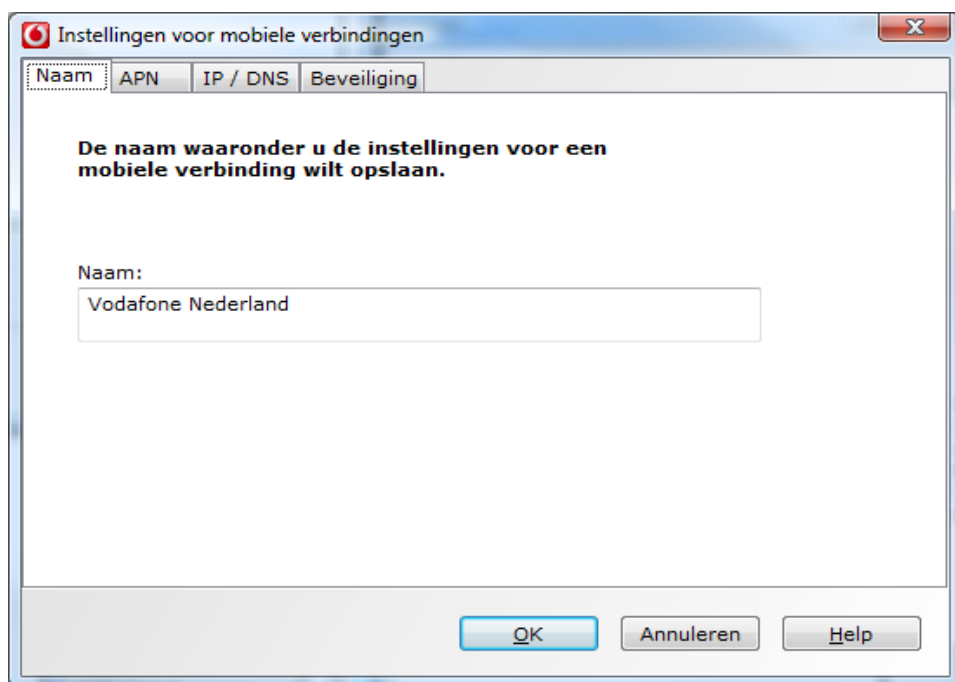 Instellingen voor mobiele verbindingen
Naam APN IP / DNS Beveiliging
De naam waaronder u de instellingen voor een
mobiele verbinding wilt opslaan.
Naam:
Vodafone Nederland
OK Annuleren Help